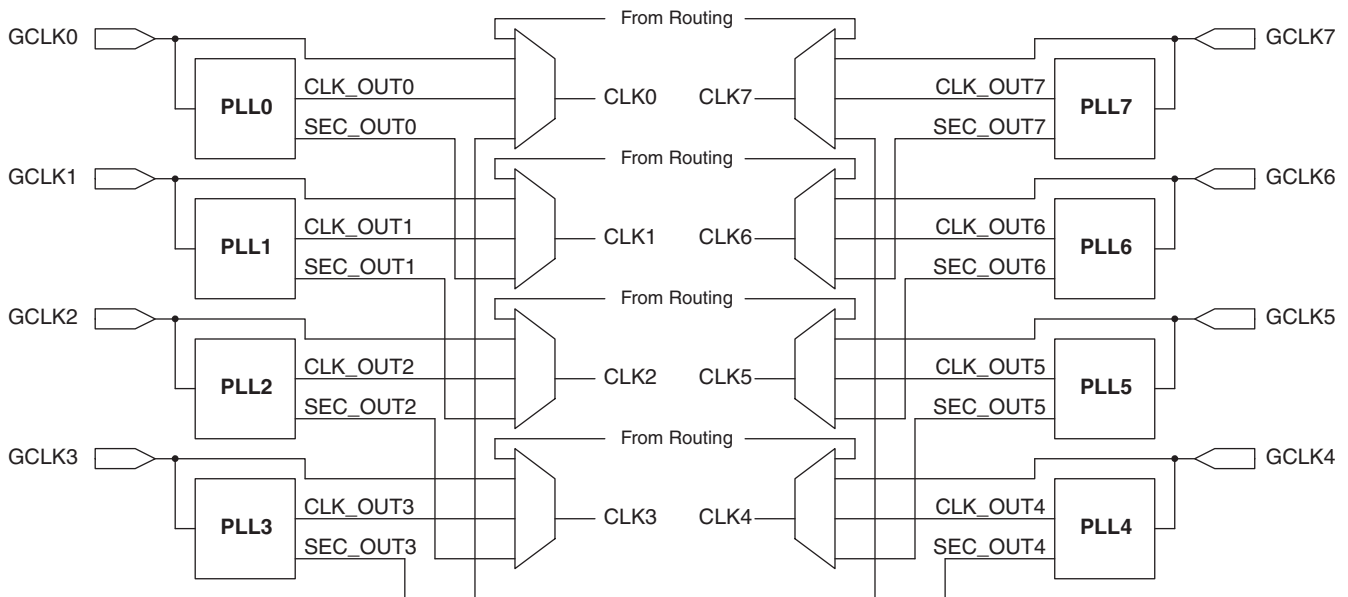 From Routing
GCLK0
GCLK7
CLK_OUT0
CLK_OUT7
PLL0
CLK0
CLK7
PLL7
SEC_OUT0
SEC_OUT7
From Routing
GCLK1
GCLK6
CLK_OUT1
CLK_OUT6
PLL1
CLK1
CLK6
PLL6
SEC_OUT1
SEC_OUT6
From Routing
GCLK2
GCLK5
CLK_OUT2
CLK_OUT5
PLL2
CLK2
CLK5
PLL5
SEC_OUT2
SEC_OUT5
From Routing
GCLK3
GCLK4
CLK_OUT3
CLK_OUT4
PLL3
CLK3
CLK4
PLL4
SEC_OUT3
SEC_OUT4